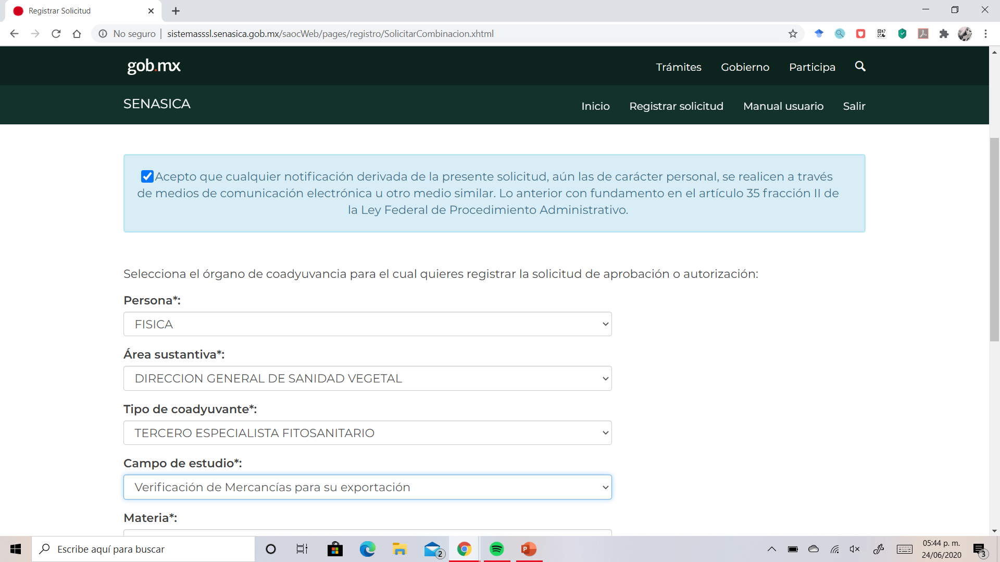 Registrar Solicitud
No seguro | sistemasssl.senasica.gob.mx/saocWeb/pages/registro/SolicitarCombinacion.xhtml
gob.mx Trámites Gobierno Participa
SENASICA Inicio Registrar solicitud Manual usuario Salir
Acepto que cualquier notificación derivada de la presente solicitud, aún las de carácter personal, se realicen a través
de medios de comunicación electrónica u otro medio similar. Lo anterior con fundamento en el artículo 35 fracción II de
la Ley Federal de Procedimiento Administrativo.
Selecciona el órgano de coadyuvancia para el cual quieres registrar la solicitud de aprobación o autorización:
Persona*:
FISICA
Área sustantiva*:
DIRECCION GENERAL DE SANIDAD VEGETAL
Tipo de coadyuvante*:
TERCERO ESPECIALISTA FITOSANITARIO
Campo de estudio*:
Verificación de Mercancías para su exportación
Materia*:
Escribe aquí para buscar
2
P
05:44 p. m.
24/06/2020
3